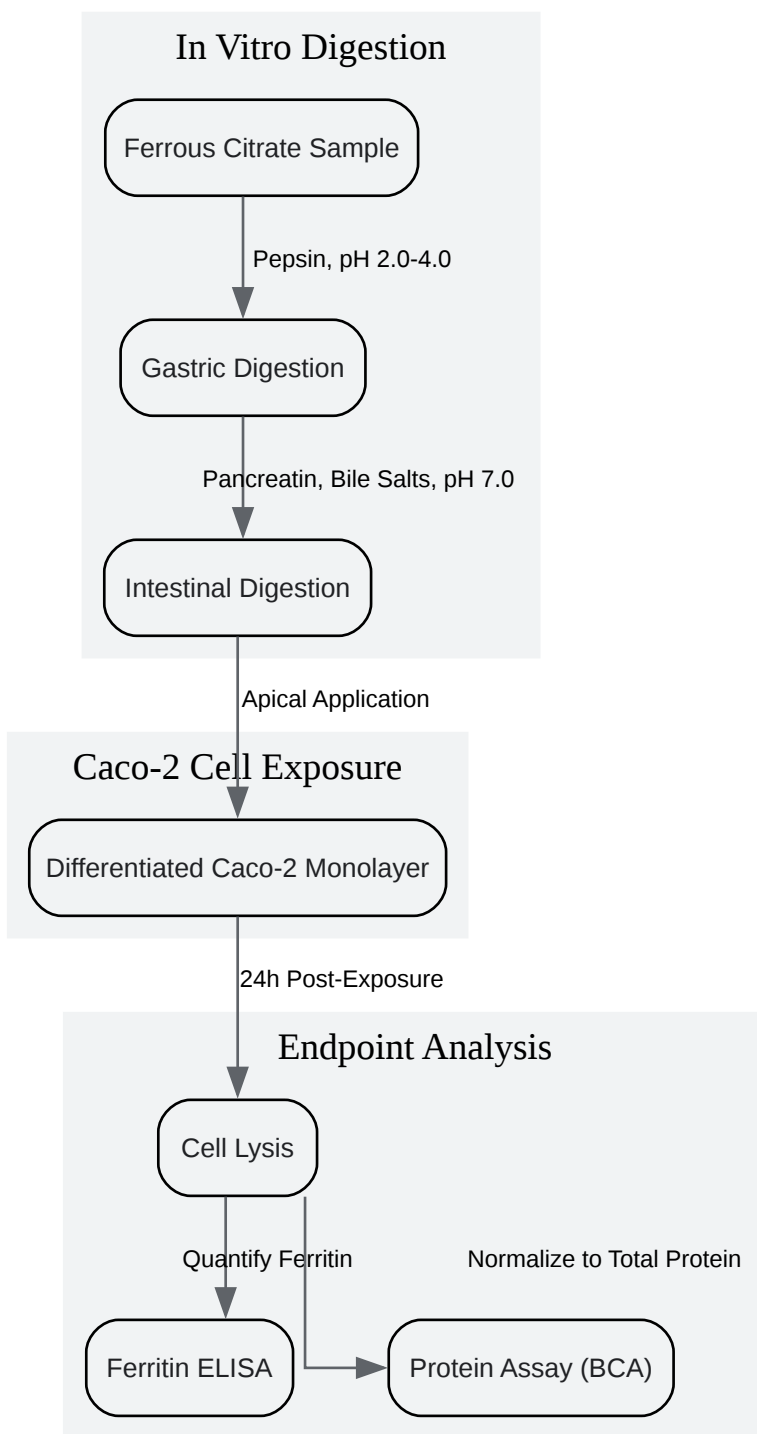 In Vitro Digestion
Ferrous Citrate Sample
Pepsin, pH 2.0-4.0
Gastric Digestion
Pancreatin, Bile Salts, pH 7.0
Intestinal Digestion
Apical Application
Caco-2 Cell Exposure
Differentiated Caco-2 Monolayer
24h Post-Exposure
Endpoint Analysis
Cell Lysis
Quantify Ferritin
Normalize to Total Protein
Ferritin ELISA
Protein Assay (BCA)